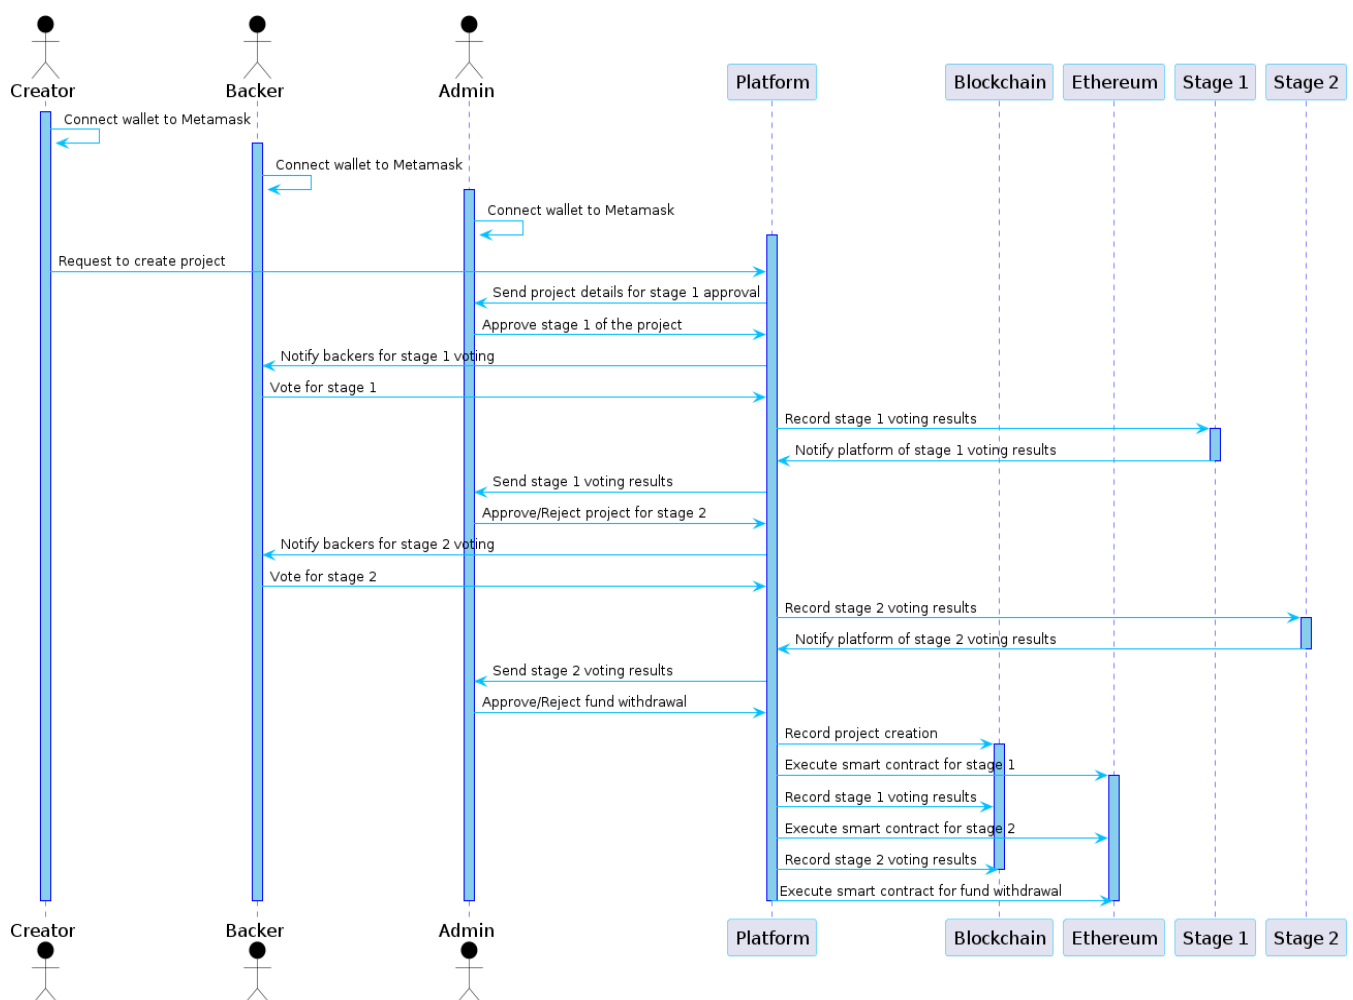 Creator
Backer
Admin
Platform
Blockchain
Ethereum
Stage 1
Stage 2
Connect wallet to Metamask
Connect wallet to Metamask
Connect wallet to Metamask
Request to create project
Send project details for stage 1 approval
Approve stage 1 of the project
Notify backers for stage 1 voting
Vote for stage 1
Record stage 1 voting results
Notify platform of stage 1 voting results
Send stage 1 voting results
Approve/Reject project for stage 2
Notify backers for stage 2 voting
Vote for stage 2
Record stage 2 voting results
Notify platform of stage 2 voting results
Send stage 2 voting results
Approve/Reject fund withdrawal
Record project creation
Execute smart contract for stage 1
Record stage 1 voting results
Execute smart contract for stage 2
Record stage 2 voting results
Execute smart contract for fund withdrawal
Creator
Backer
Admin
Platform
Blockchain
Ethereum
Stage 1
Stage 2